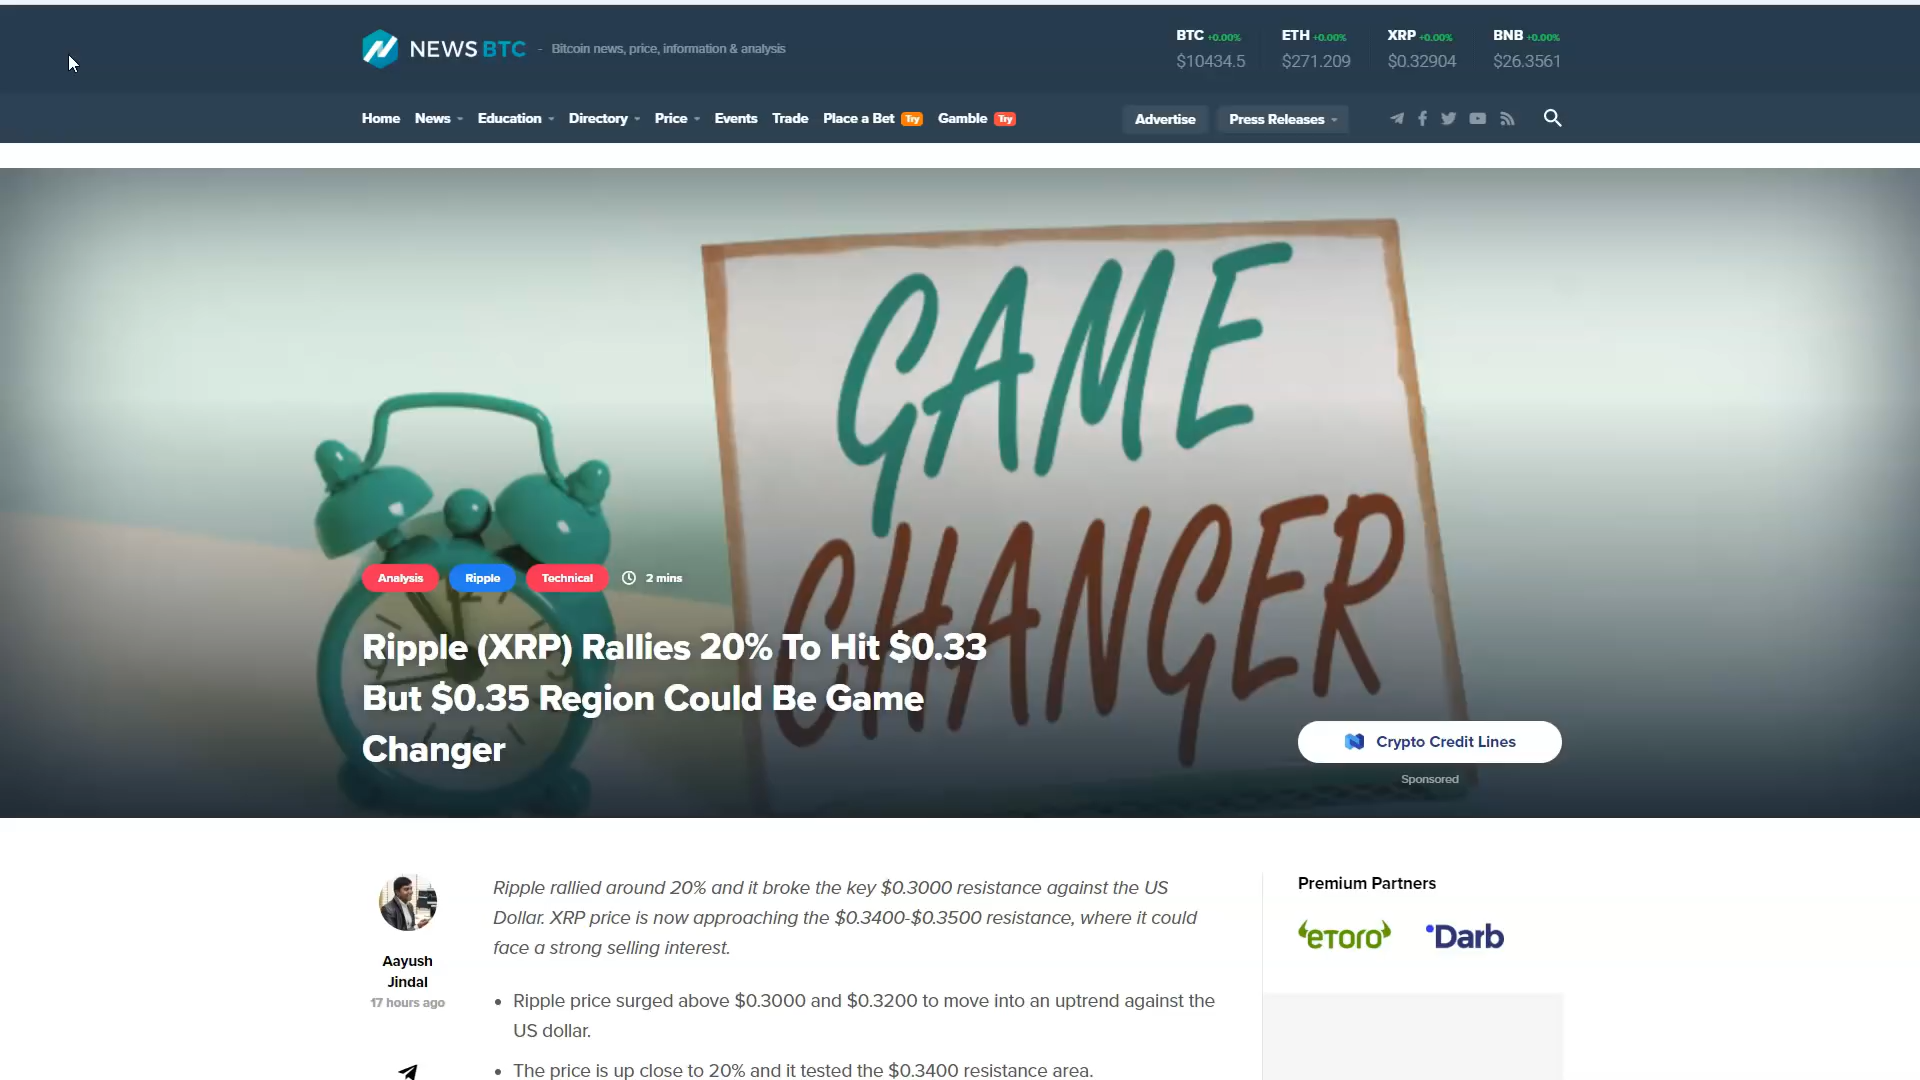 NEWS BTC - Bitcoin news, price, information & analysis
BTC +0.00% ETH +0.00% XRP +0.00% BNB +0.00%
$10434.5 $271.209 $0.32904 $26.3561
Home News Education Directory Price Events Trade Place a Bet Try Gamble Try Advertise Press Releases
GAME
CHANGER
Analysis Ripple Technical 2 mins
Ripple (XRP) Rallies 20% To Hit $0.33
But $0.35 Region Could Be Game
Changer
Crypto Credit Lines
Sponsored
Aayush
Jindal
17 hours ago
Ripple rallied around 20% and it broke the key $0.3000 resistance against the US
Dollar. XRP price is now approaching the $0.3400-$0.3500 resistance, where it could
face a strong selling interest.
• Ripple price surged above $0.3000 and $0.3200 to move into an uptrend against the
US dollar.
• The price is up close to 20% and it tested the $0.3400 resistance area.
Premium Partners
eToro Darb